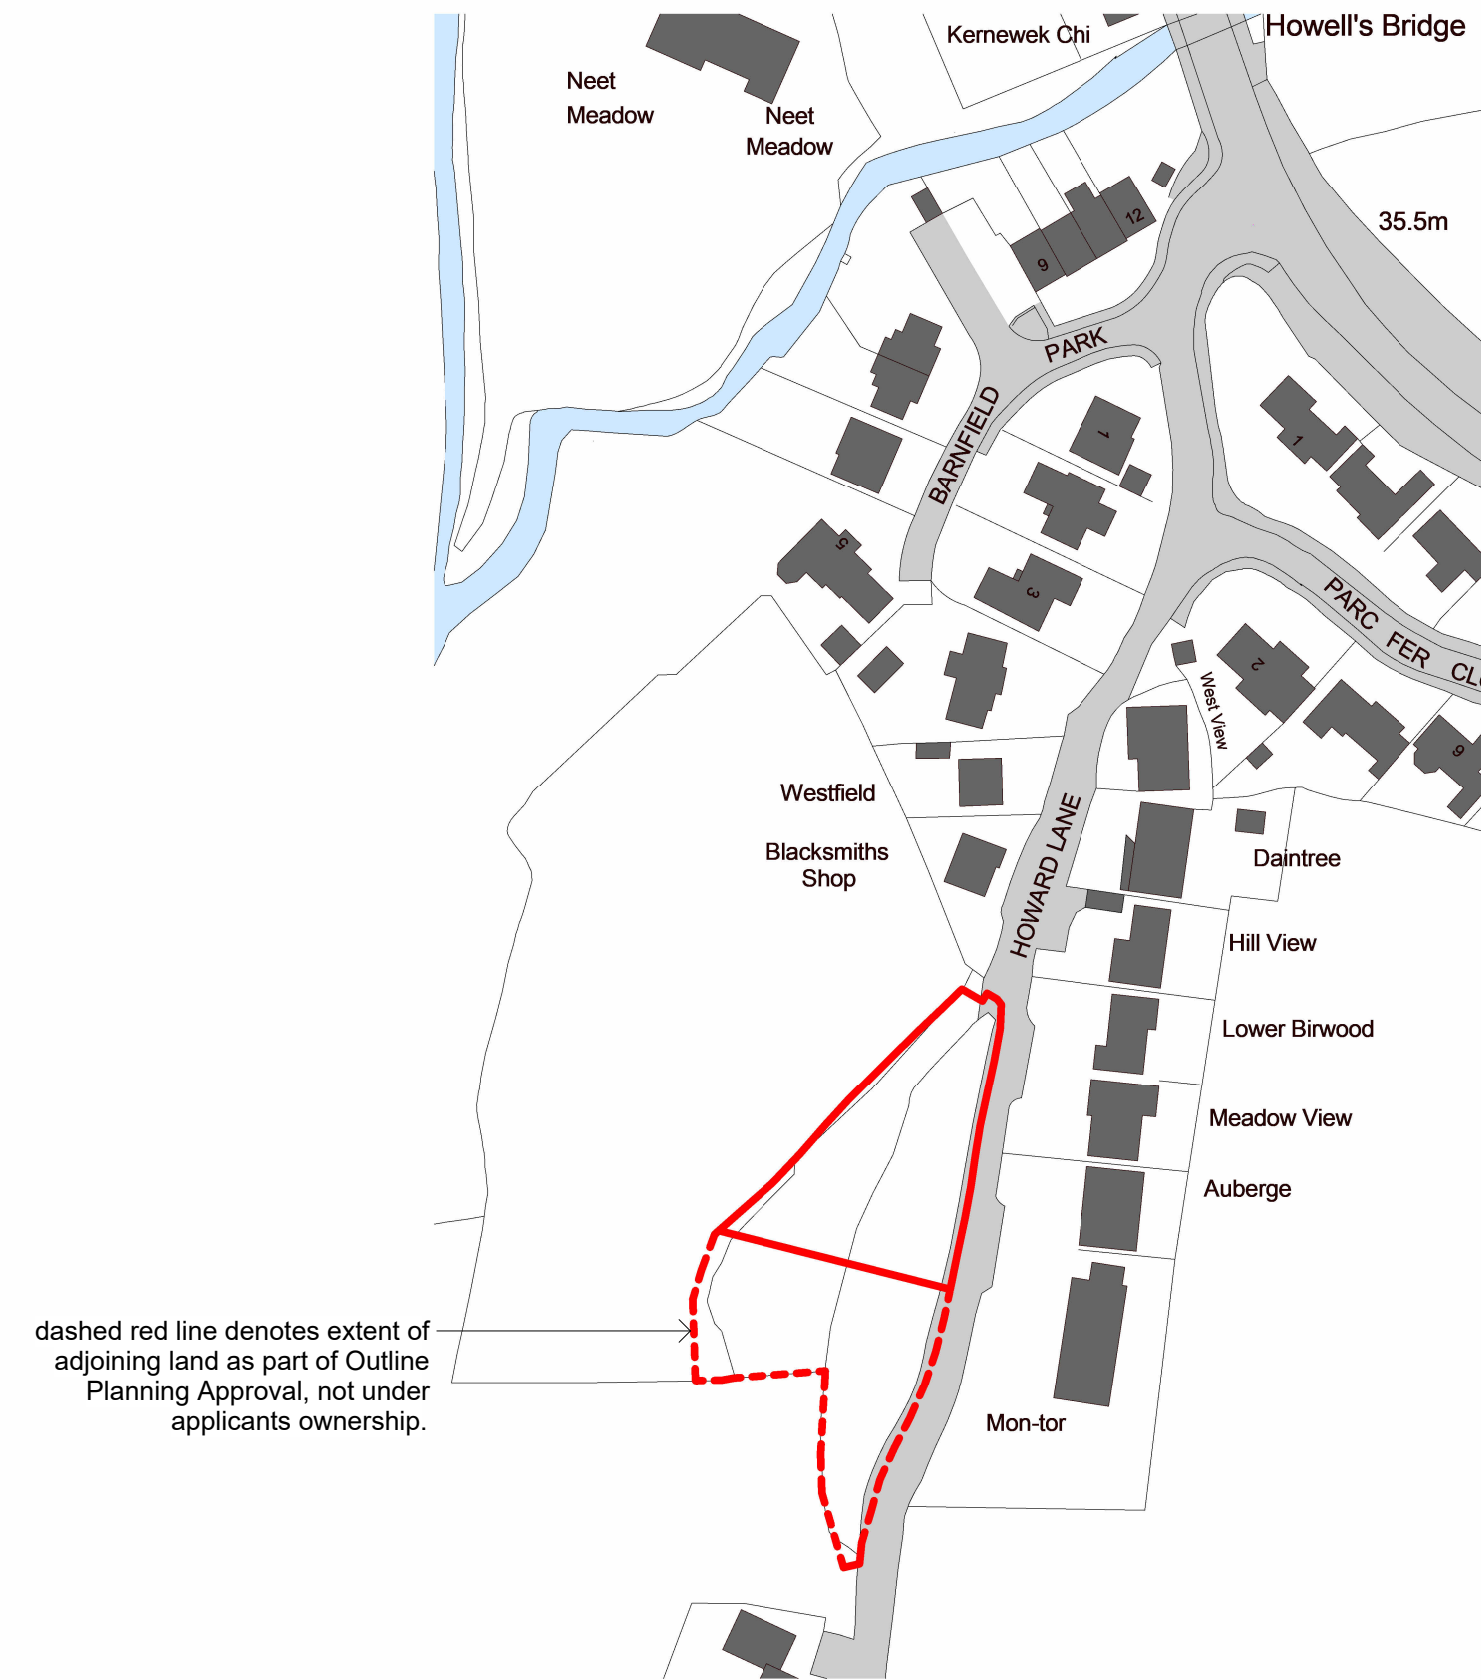 Howell's Bridge
Kernewek Chi
Neet
Meadow
Neet
Meadow
12
35.5m
9
PARK
BARNFIELD
1
1
5
3
PARC FER CL
2
West View
6
Westfield
HOWARD LANE
Blacksmiths
Shop
Daintree
Hill View
Lower Birwood
Meadow View
Auberge
dashed red line denotes extent of
adjoining land as part of Outline
Planning Approval, not under
applicants ownership.
Mon-tor